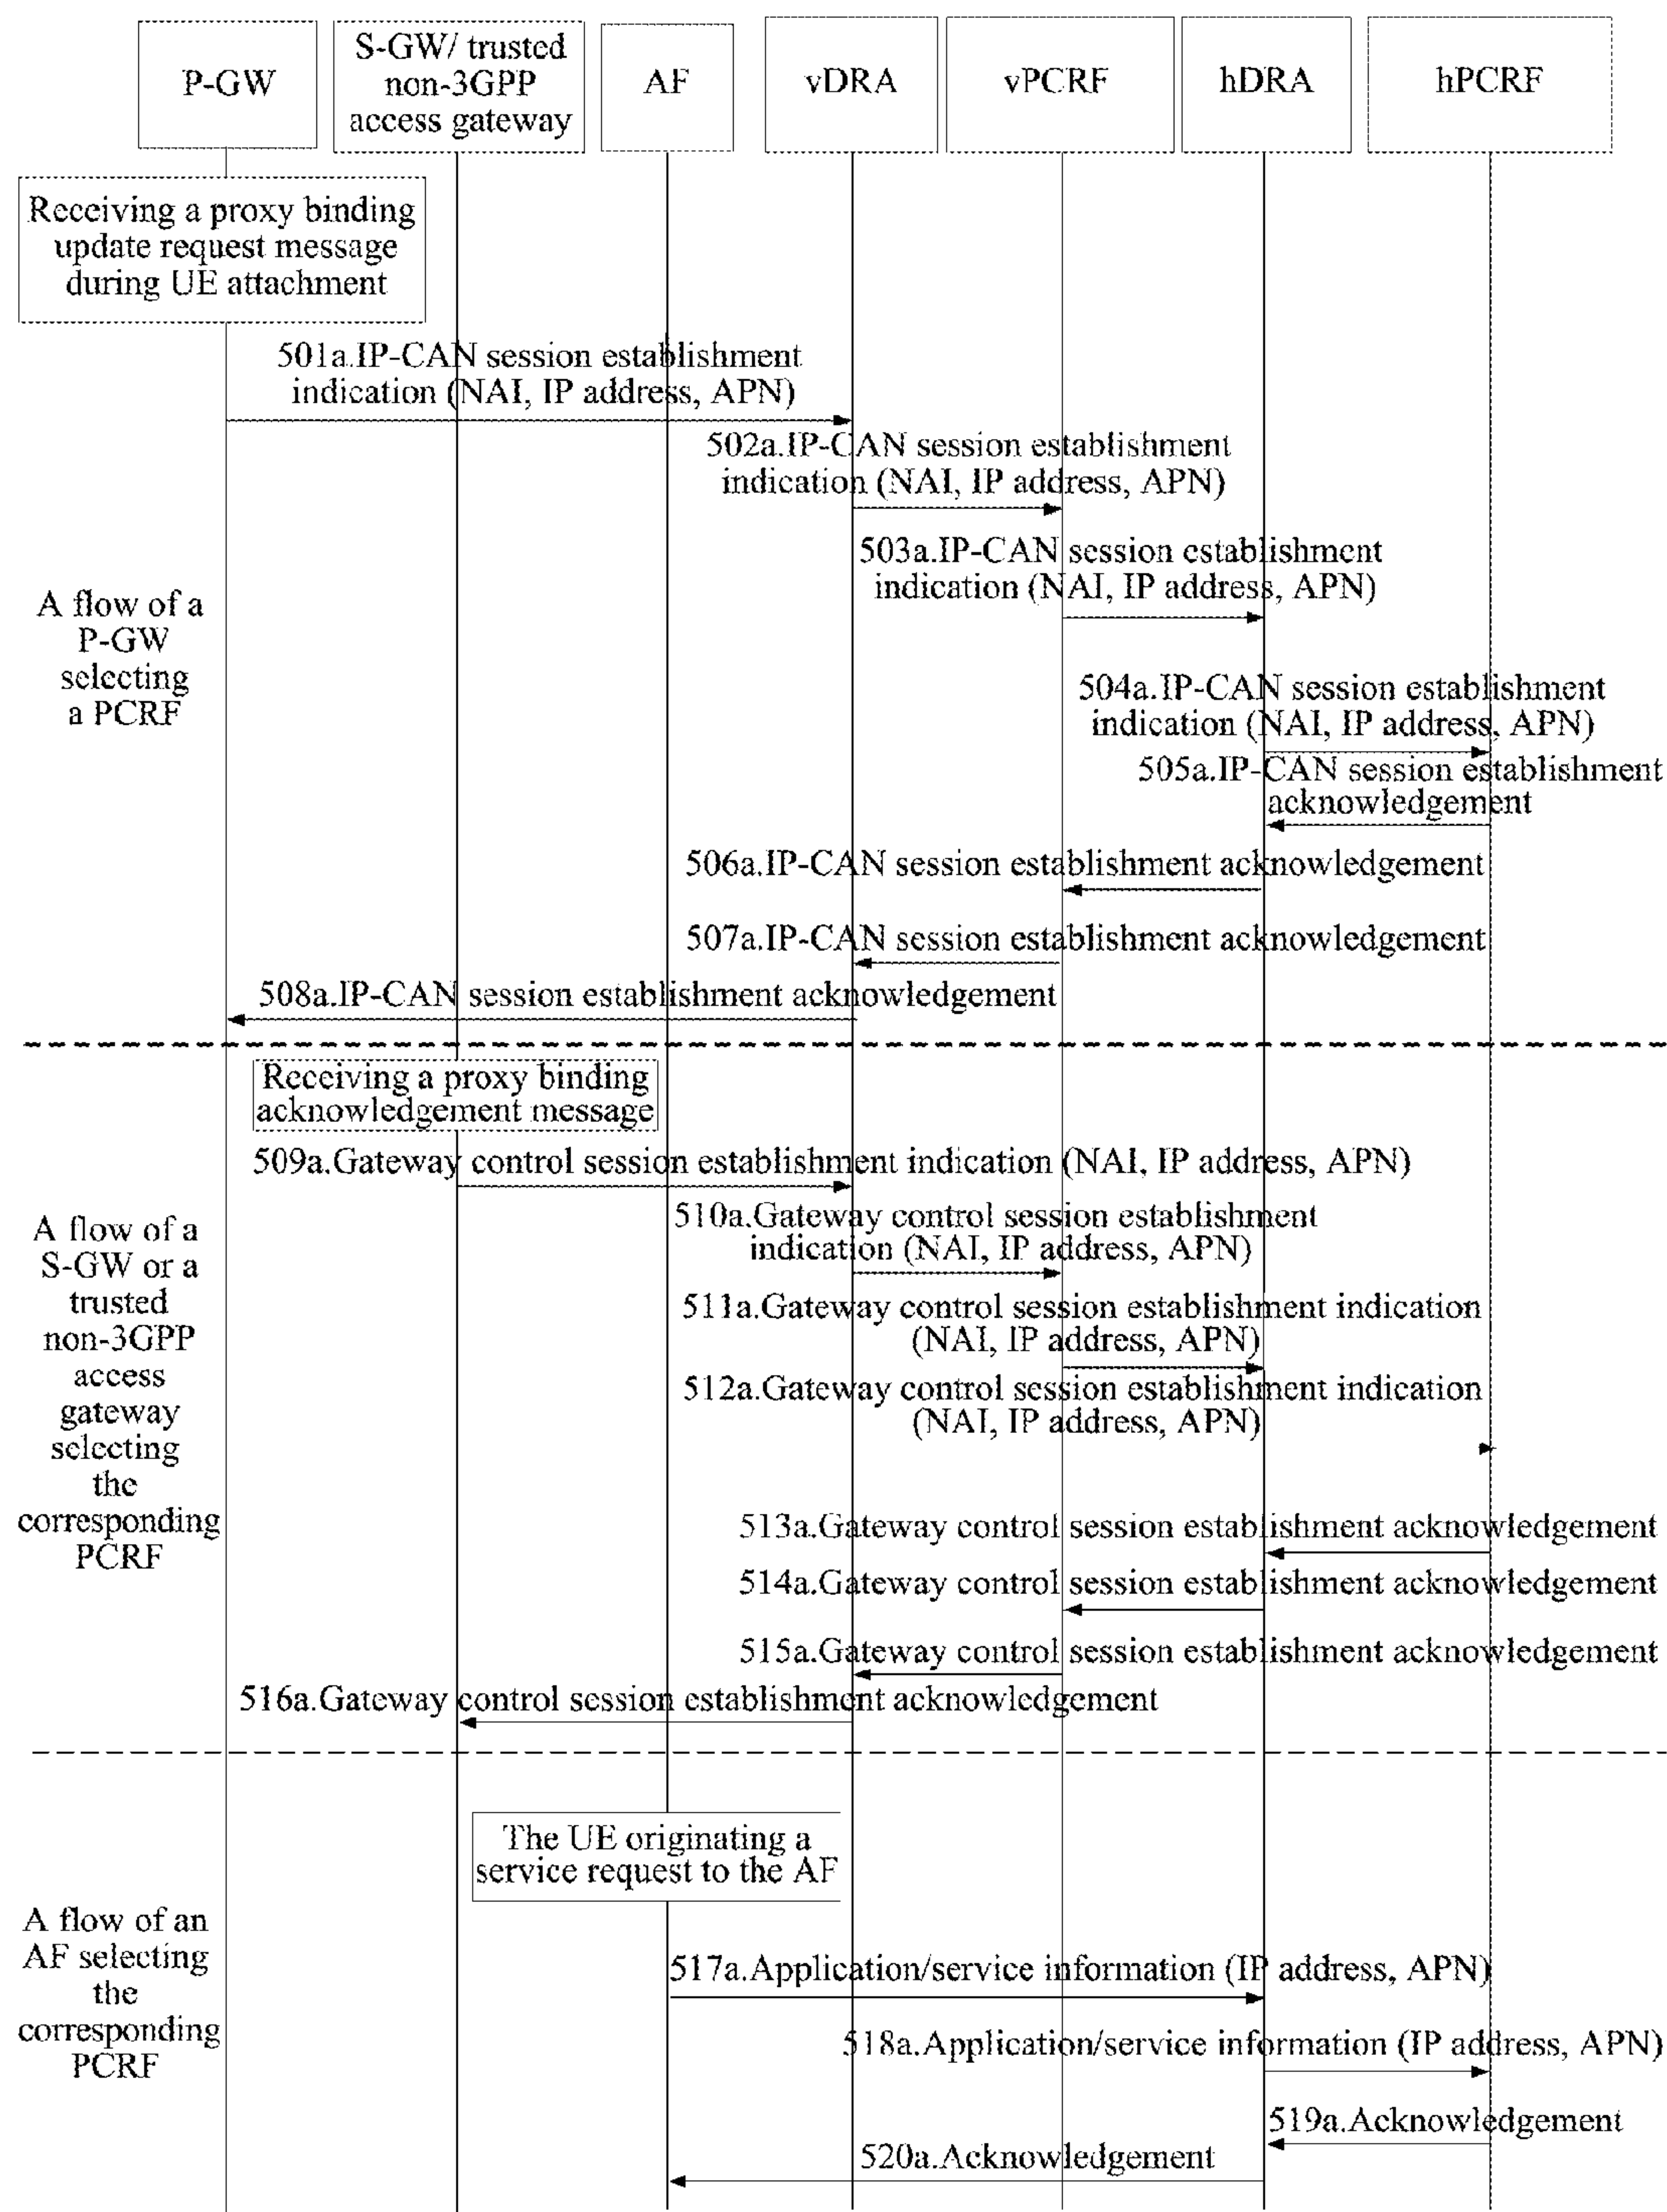 P-GW
S-GW/ trusted
non-3GPP
access gateway
AF
vDRA
vPCRF
hDRA
hPCRF
Receiving a proxy binding
update request message
during UE attachment
501a.IP-CAN session establishment
indication (NAI, IP address, APN)
502a.IP-CAN session establishment
indication (NAI, IP address, APN)
503a.IP-CAN session establishment
indication (NAI, IP address, APN)
A flow of a
P-GW
selecting
a PCRF
504a.IP-CAN session establishment
indication (NAI, IP address, APN)
505a.IP-CAN session establishment
acknowledgement
506a.IP-CAN session establishment acknowledgement
507a.IP-CAN session establishment acknowledgement
508a.IP-CAN session establishment acknowledgement
Receiving a proxy binding
acknowledgement message
509a.Gateway control session establishment indication (NAI, IP address, APN)
510a.Gateway control session establishment
indication (NAI, IP address, APN)
A flow of a
S-GW or a
trusted
non-3GPP
access
gateway
selecting
the
corresponding
PCRF
511a.Gateway control session establishment indication
(NAI, IP address, APN)
512a.Gateway control session establishment indication
(NAI, IP address, APN)
513a.Gateway control session establishment acknowledgement
514a.Gateway control session establishment acknowledgement
515a.Gateway control session establishment acknowledgement
516a.Gateway control session establishment acknowledgement
The UE originating a
service request to the AF
A flow of an
AF selecting
the
corresponding
PCRF
517a.Application/service information (IP address, APN)
518a.Application/service information (IP address, APN)
519a.Acknowledgement
520a.Acknowledgement